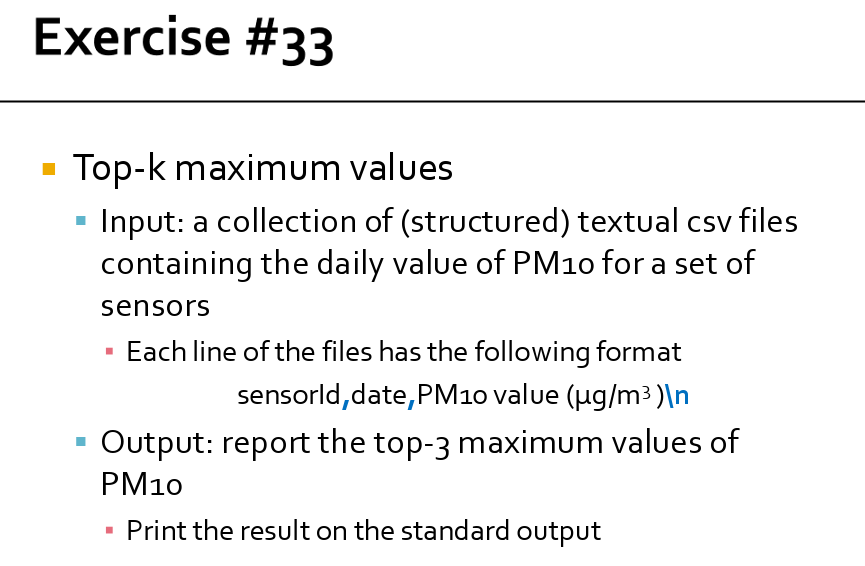 Exercise #33
Top-k maximum values
Input: a collection of (structured) textual csv files
containing the daily value of PM10 for a set of
sensors
Each line of the files has the following format
sensorId,date,PM10 value (μg/m³ )\n
Output: report the top-3 maximum values of
PM10
Print the result on the standard output